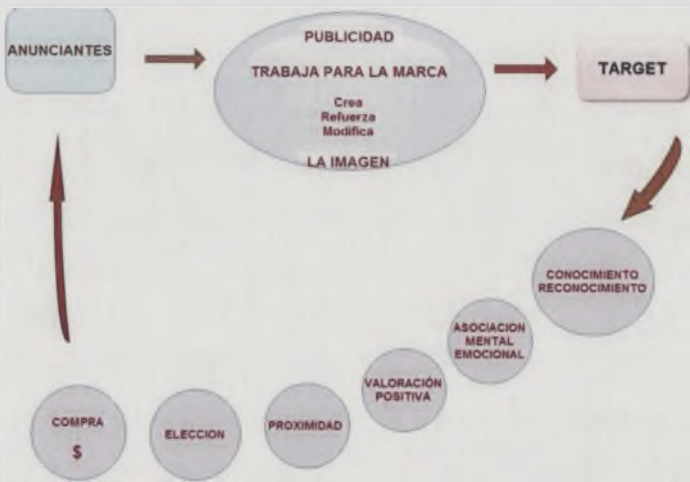 ANUNCIANTES
PUBLICIDAD
TRABAJA PARA LA MARCA
Crea
Refuerza
Modifica
LA IMAGEN
TARGET
CONOCIMIENTO
RECONOCIMIENTO
ASOCIACION
MENTAL
EMOCIONAL
VALORACIÓN
POSITIVA
PROXIMIDAD
ELECCION
COMPRA
$